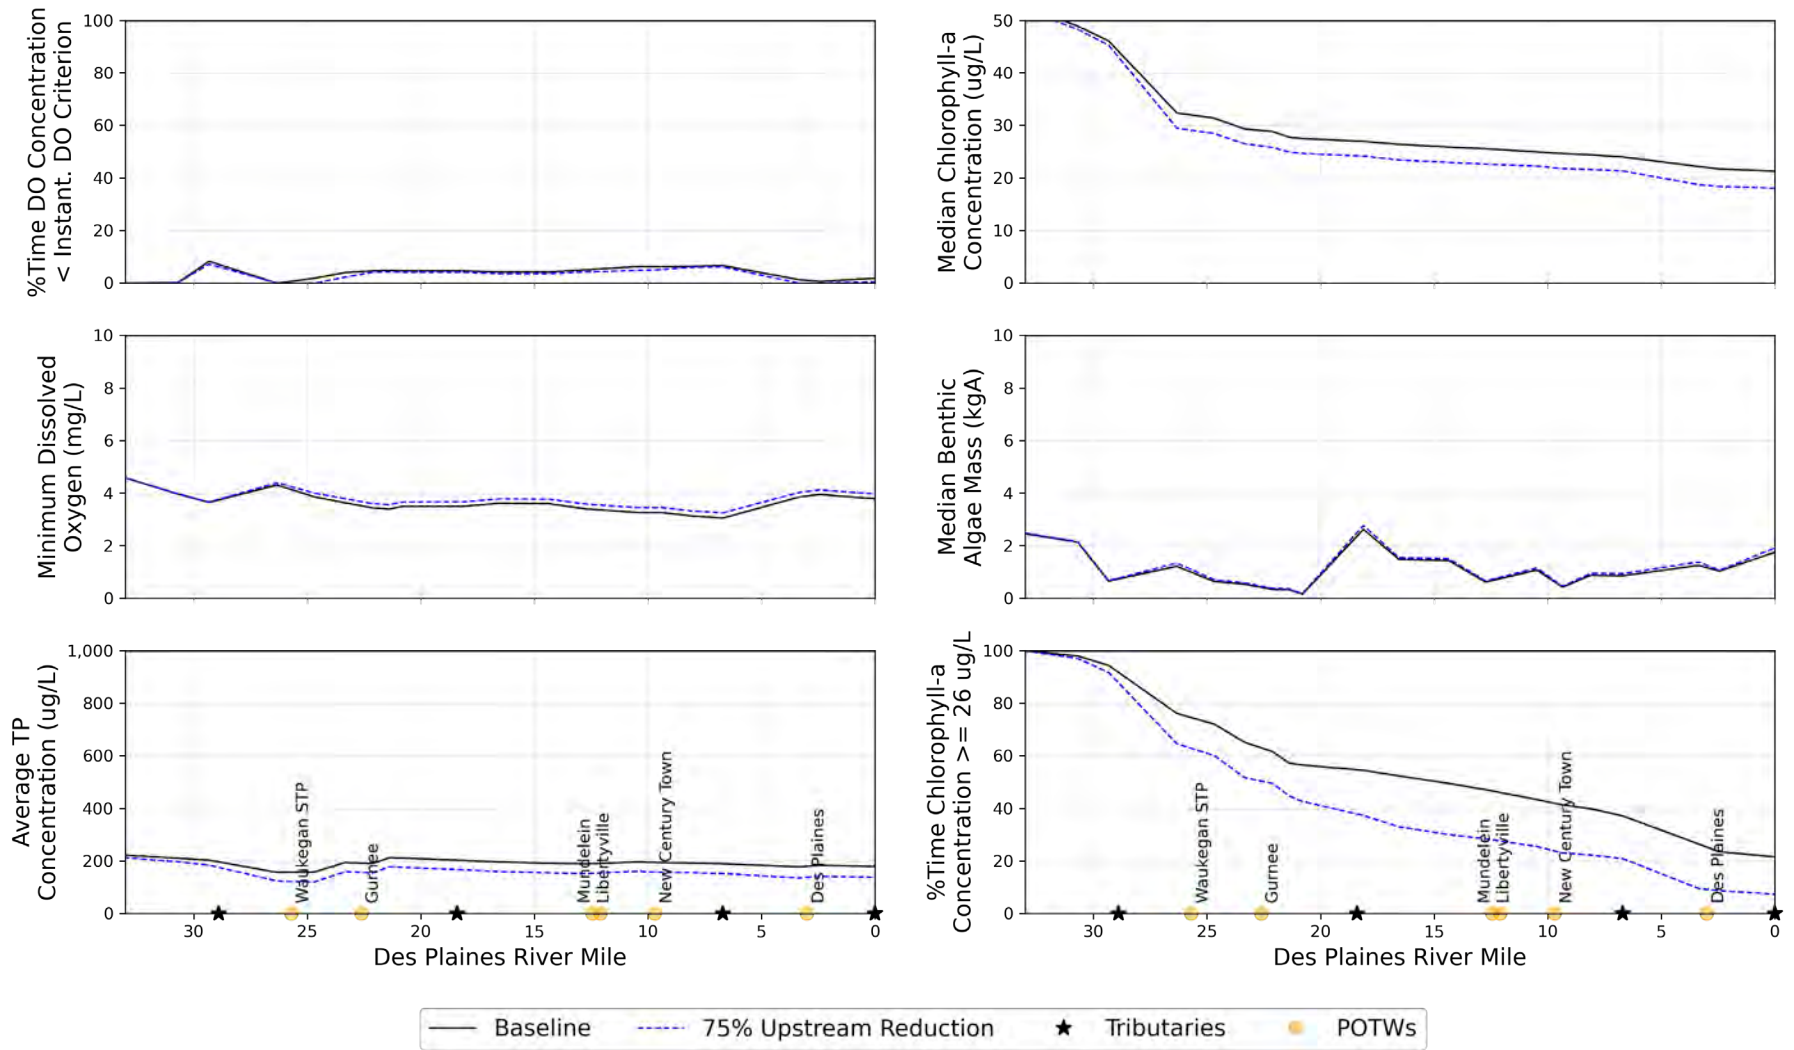 %Time DO Concentration
< Instant. DO Criterion
100
80
60
40
20
0
Median Chlorophyll-a
Concentration (ug/L)
50
40
30
20
10
0
Minimum Dissolved
Oxygen (mg/L)
10
8
6
4
2
0
Median Benthic
Algae Mass (kgA)
10
8
6
4
2
0
Average TP
Concentration (ug/L)
1,000
800
600
400
200
0
Waukegan STP
Gurnee
Mundelein
Libertyville
New Century Town
Des Plaines
30 25 20 15 10 5 0
Des Plaines River Mile
%Time Chlorophyll-a
Concentration >= 26 ug/L
100
80
60
40
20
0
Waukegan STP
Gurnee
Mundelein
Libertyville
New Century Town
Des Plaines
30 25 20 15 10 5 0
Des Plaines River Mile
Baseline 75% Upstream Reduction Tributaries POTWs